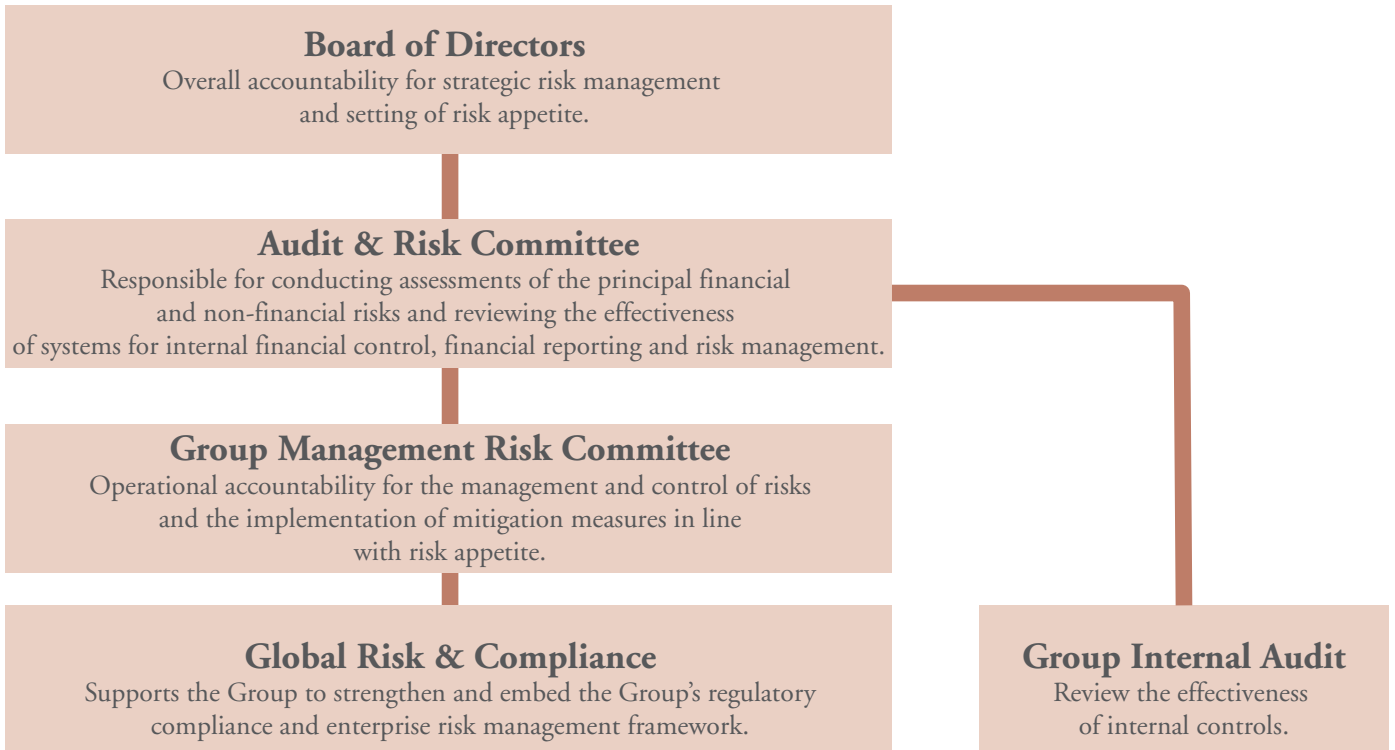 Board of Directors
Overall accountability for strategic risk management
and setting of risk appetite.
Audit & Risk Committee
Responsible for conducting assessments of the principal financial
and non-financial risks and reviewing the effectiveness
of systems for internal financial control, financial reporting and risk management.
Group Management Risk Committee
Operational accountability for the management and control of risks
and the implementation of mitigation measures in line
with risk appetite.
Global Risk & Compliance
Supports the Group to strengthen and embed the Group’s regulatory
compliance and enterprise risk management framework.
Group Internal Audit
Review the effectiveness
of internal controls.